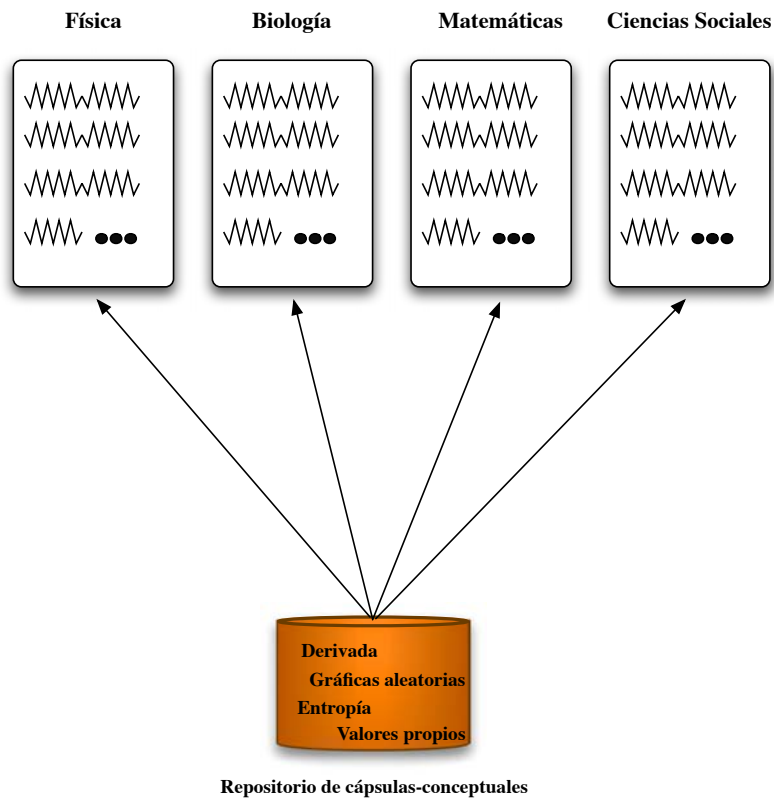 Física
Biología
Matemáticas
Ciencias Sociales
Derivada
Gráficas aleatorias
Entropía
Valores propios
Repositorio de cápsulas-conceptuales